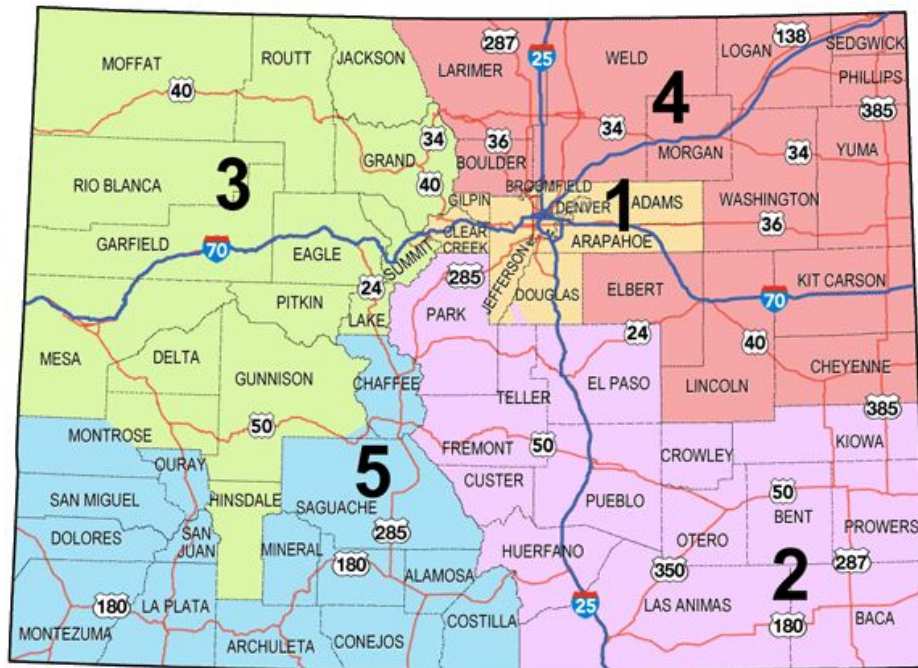 MOFFAT
ROUTT
JACKSON
287
LARIMER
25
WELD
LOGAN
138
SEDGWICK
PHILLIPS
40
4
385
34
36
34
MORGAN
34
YUMA
GRAND
BOULDER
RIO BLANCA
3
40
BROOMFIELD
GILPIN
DENVER
1
ADAMS
WASHINGTON
36
GARFIELD
70
EAGLE
SUMMIT
CLEAR
CREEK
ARAPAHOE
285
JEFFERSON
DOUGLAS
ELBERT
KIT CARSON
70
24
PITKIN
LAKE
PARK
24
40
MESA
DELTA
GUNNISON
CHAFFEE
TELLER
EL PASO
LINCOLN
CHEYENNE
385
50
MONTROSE
OURAY
5
FREMONT
50
CROWLEY
KIOWA
SAN MIGUEL
HINSDALE
SAGUACHE
CUSTER
PUEBLO
50
BENT
DOLORES
SAN
JUAN
MINERAL
285
OTERO
PROWERS
180
ALAMOSA
HUERFANO
350
2
287
180
LA PLATA
COSTILLA
25
LAS ANIMAS
180
BACA
MONTEZUMA
ARCHULETA
CONEJOS